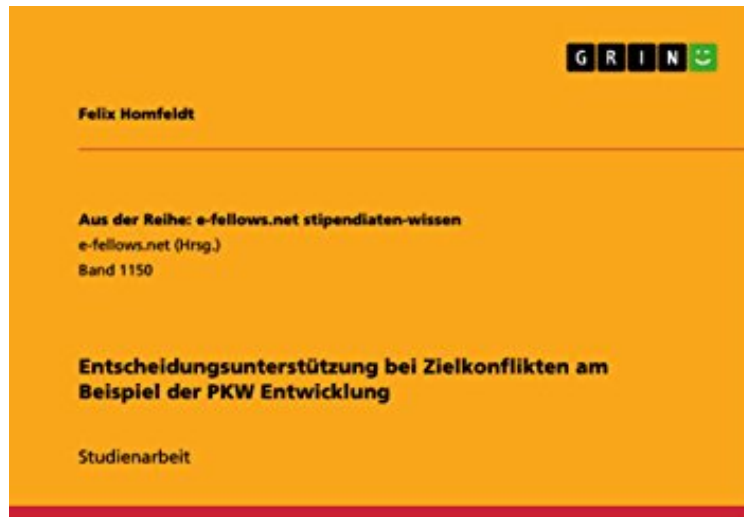 GRIN
Felix Homfeldt
Aus der Reihe: e-fellows.net stipendiaten-wissen
e-fellows.net (Hrsg.)
Band 1150
Entscheidungsunterstützung bei Zielkonflikten am
Beispiel der PKW Entwicklung
Studienarbeit